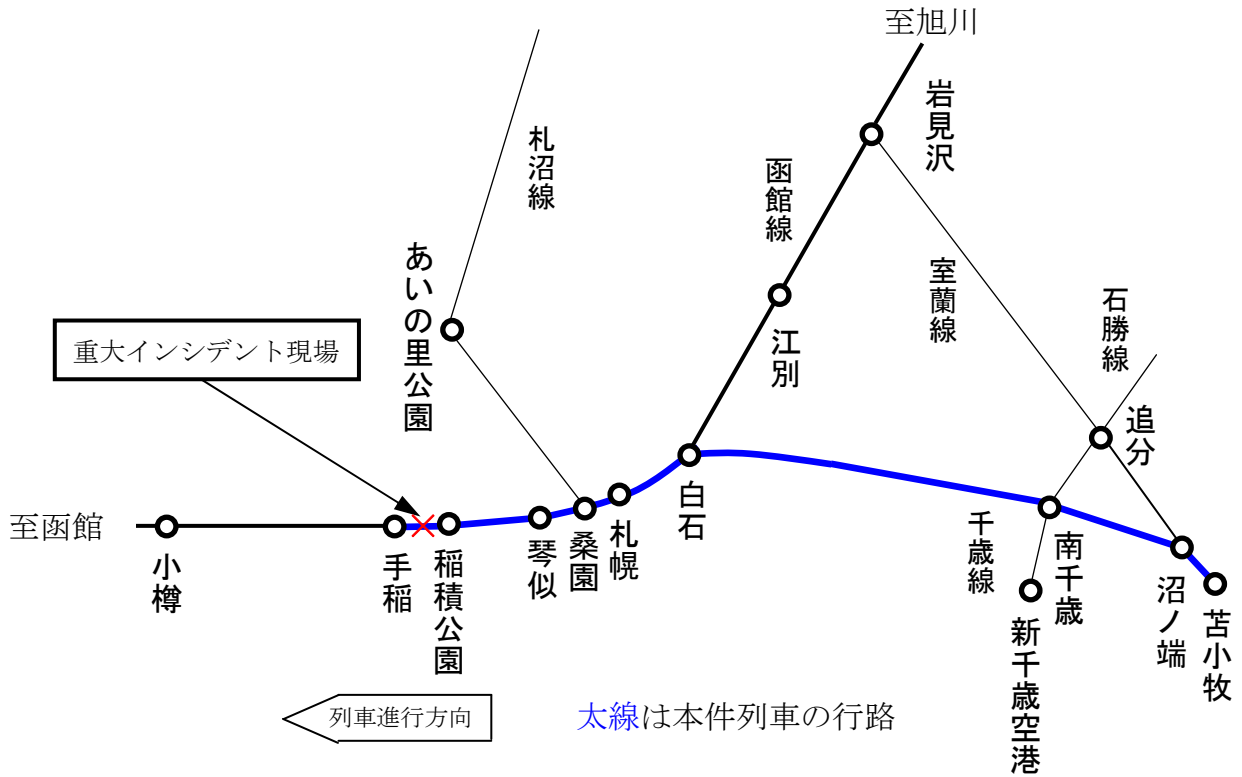 至旭川
岩見沢
札沼線
函館線
あいの里公園
室蘭線
石勝線
重大インシデント現場
江別
追分
白石
至函館
小樽
手稲
稲積公園
琴似
桑園
札幌
千歳線
南千歳
沼ノ端
苫小牧
新千歳空港
列車進行方向
太線は本件列車の行路